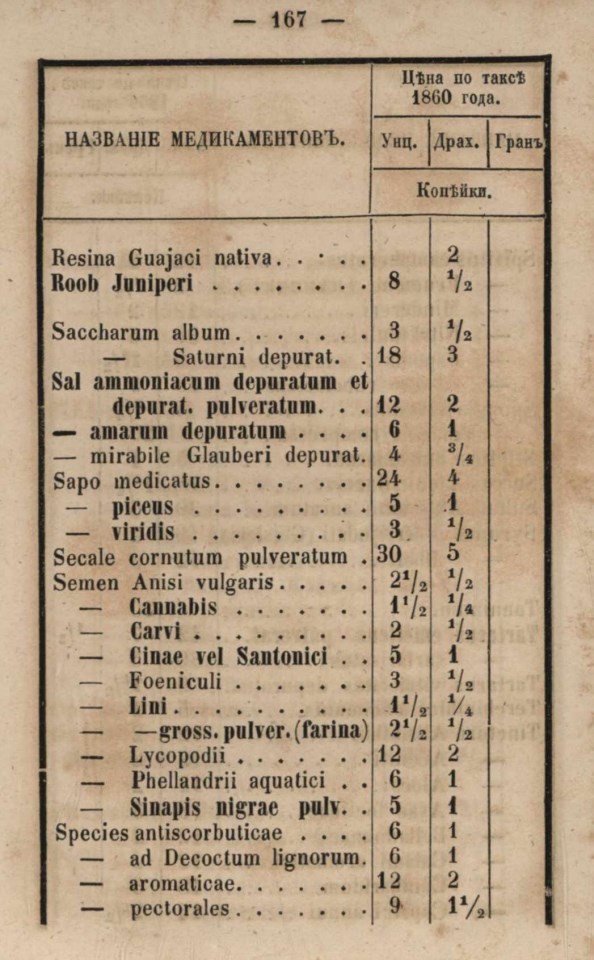 — 167 —
НАЗВАНІЕ МЕДИКАМЕНТОВЪ.
Цѣна по таксѣ
1860 года.
Унц. Драх. Гранъ
Копѣйки.
Resina Guajaci nativa. . . . . 2
Roob Juniperi . . . . . . . . 8 1/2
Saccharum album. . . . . . . 3 1/2
— Saturni depurat. . 18 3
Sal ammoniacum depuratum et
depurat. pulveratum. . . 12 2
— amarum depuratum . . . . 6 1
— mirabile Glauberi depurat. 4 3/4
Sapo medicatus. . . . . . . . 24 4
— piceus . . . . . . . . . 5 1
— viridis . . . . . . . . . 3 1/2
Secale cornutum pulveratum . 30 5
Semen Anisi vulgaris. . . . . 2 1/2 1/2
— Cannabis . . . . . . . 1 1/2 1/4
— Carvi . . . . . . . . . 2 1/2
— Cinae vel Santonici . . 5 1
— Foeniculi . . . . . . . 3 1/2
— Lini. . . . . . . . . . 1 1/2 1/4
— —gross. pulver. (farina) 2 1/2 1/2
— Lycopodii . . . . . . . 12 2
— Phellandrii aquatici . . 6 1
— Sinapis nigrae pulv. . 5 1
Species antiscorbuticae . . . . 6 1
— ad Decoctum lignorum. 6 1
— aromaticae. . . . . . . 12 2
— pectorales . . . . . . . 9 1 1/2